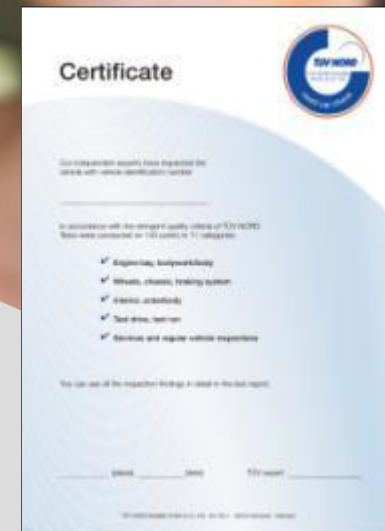 Certificate
TÜV NORD
Our independent experts have inspected the
vehicle with vehicle identification number
In accordance with the stringent quality criteria of TÜV NORD
Tests were conducted on 143 points in 11 categories:
Engine bay, bodywork/body
Wheels, chassis, braking system
Interior, underbody
Test drive, test run
Services and regular vehicle inspections
You can see all the inspection findings in detail in the test report.
(place) (date) TÜV expert